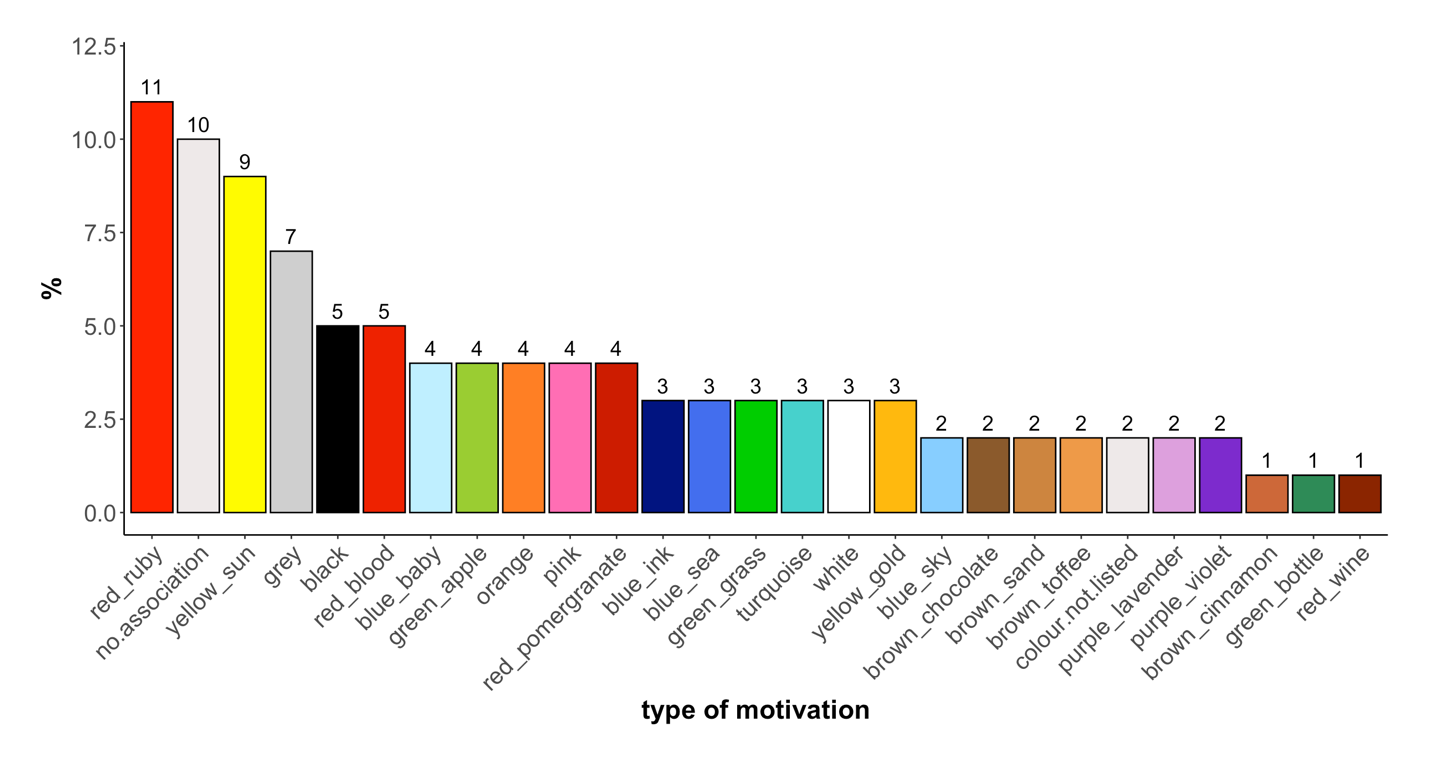 12.5
10.0
7.5
5.0
2.5
0.0
%
11
10
9
7
5
5
4
4
4
4
4
3
3
3
3
3
3
2
2
2
2
2
2
2
1
1
1
red_ruby
no.association
yellow_sun
grey
black
red_blood
blue_baby
green_apple
orange
pink
red_pomergranate
blue_ink
blue_sea
green_grass
turquoise
white
yellow_gold
blue_sky
brown_chocolate
brown_sand
brown_toffee
colour.not.listed
purple_lavender
purple_violet
brown_cinnamon
green_bottle
red_wine
type of motivation